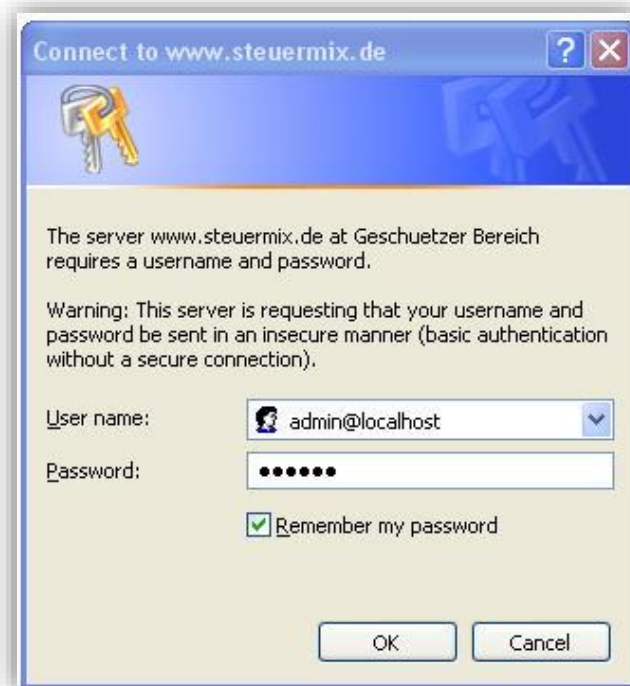 Connect to www.steuermix.de
The server www.steuermix.de at Geschuetzer Bereich
requires a username and password.
Warning: This server is requesting that your username and
password be sent in an insecure manner (basic authentication
without a secure connection).
User name:
admin@localhost
Password:
●●●●●●
Remember my password
OK
Cancel